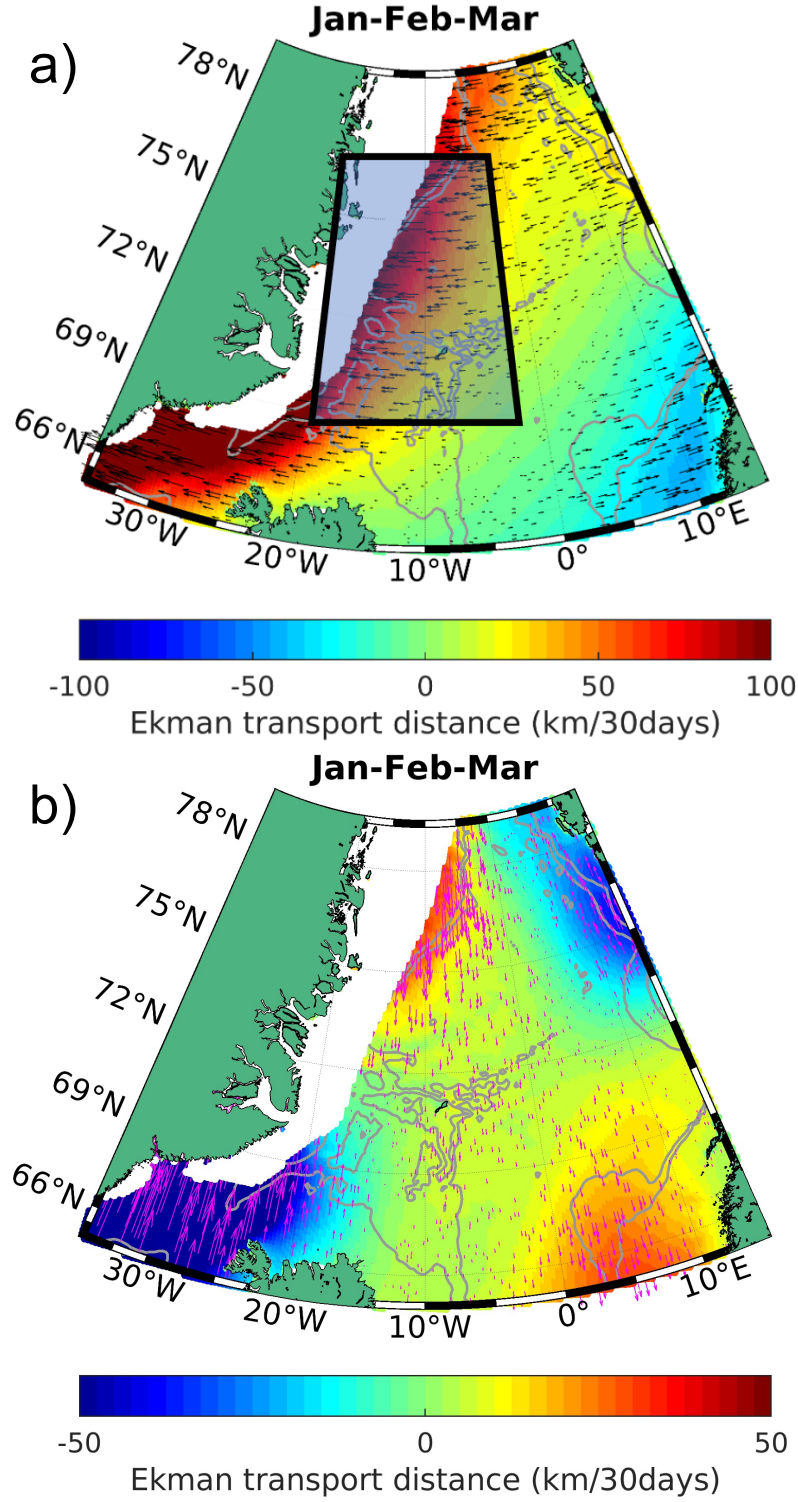 Jan-Feb-Mar
a)
78°N
75°N
72°N
69°N
66°N
30°W
20°W
10°W
0°
10°E
-100 -50 0 50 100
Ekman transport distance (km/30days)
Jan-Feb-Mar
b)
78°N
75°N
72°N
69°N
66°N
30°W
20°W
10°W
0°
10°E
-50 0 50
Ekman transport distance (km/30days)